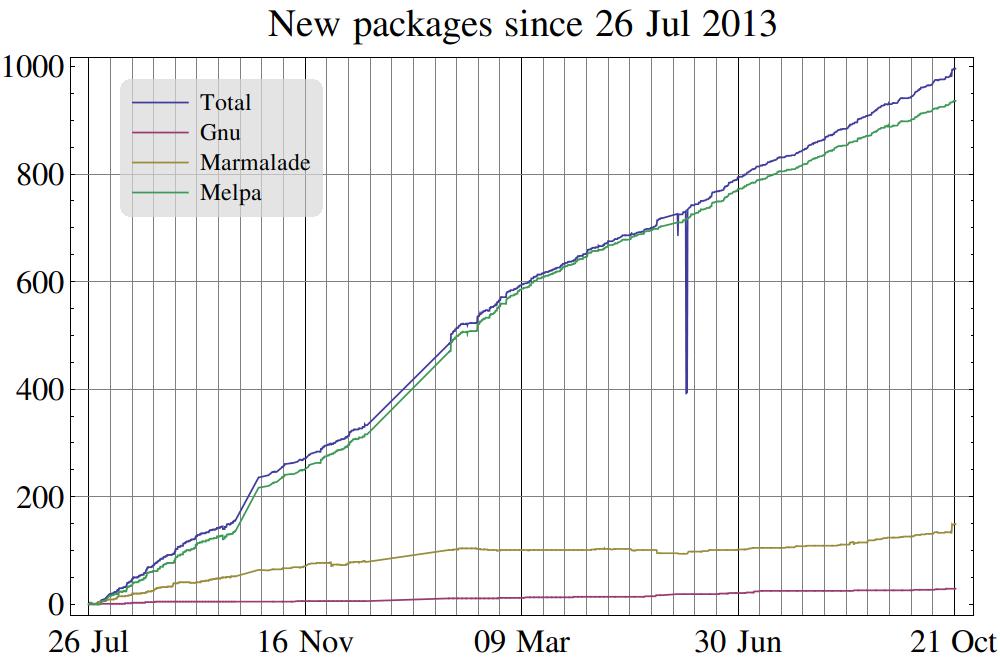 New packages since 26 Jul 2013
1000
800
600
400
200
0
Total
Gnu
Marmalade
Melpa
26 Jul 16 Nov 09 Mar 30 Jun 21 Oct